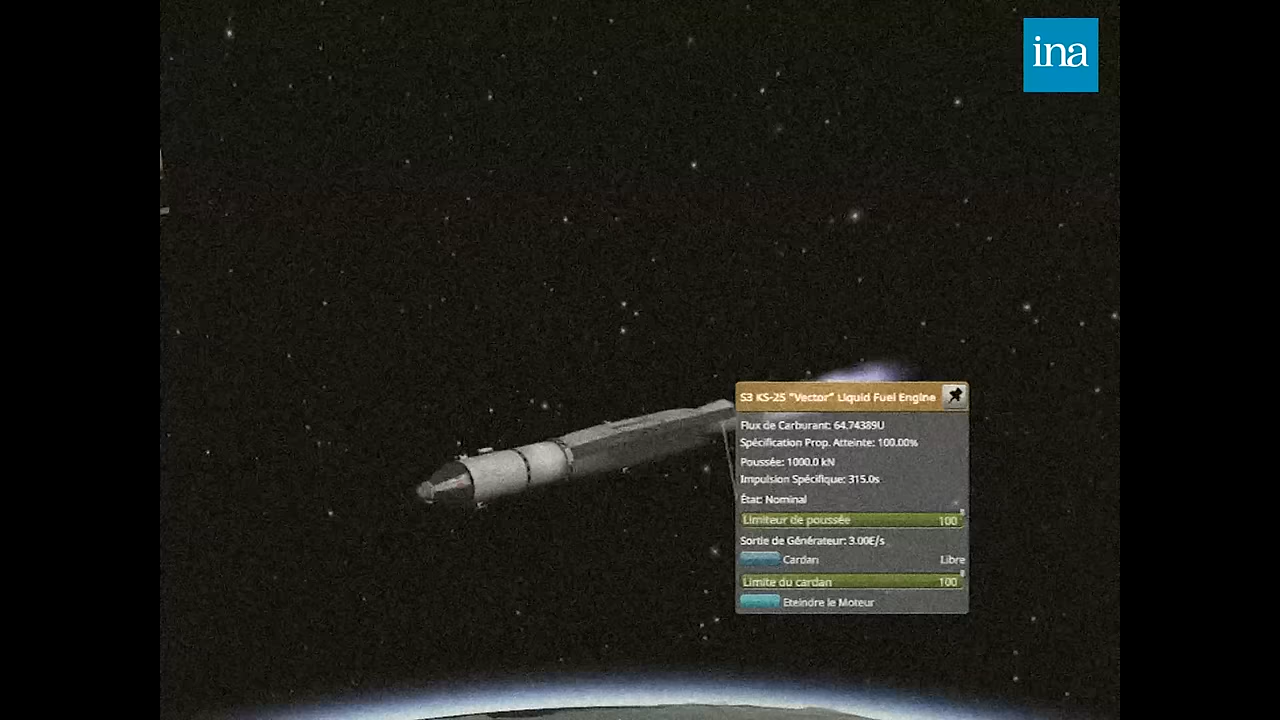 ina
S3 KS-25 "Vector" Liquid Fuel Engine
Flux de Carburant: 64.74389U
Spécification Prop. Atteinte: 100.00%
Poussée: 1000.0 kN
Impulsion Spécifique: 315.0s
État: Nominal
Limiteur de poussée 100
Sortie de Générateur: 3.00E/s
Cardan Libre
Limite du cardan 100
Eteindre le Moteur